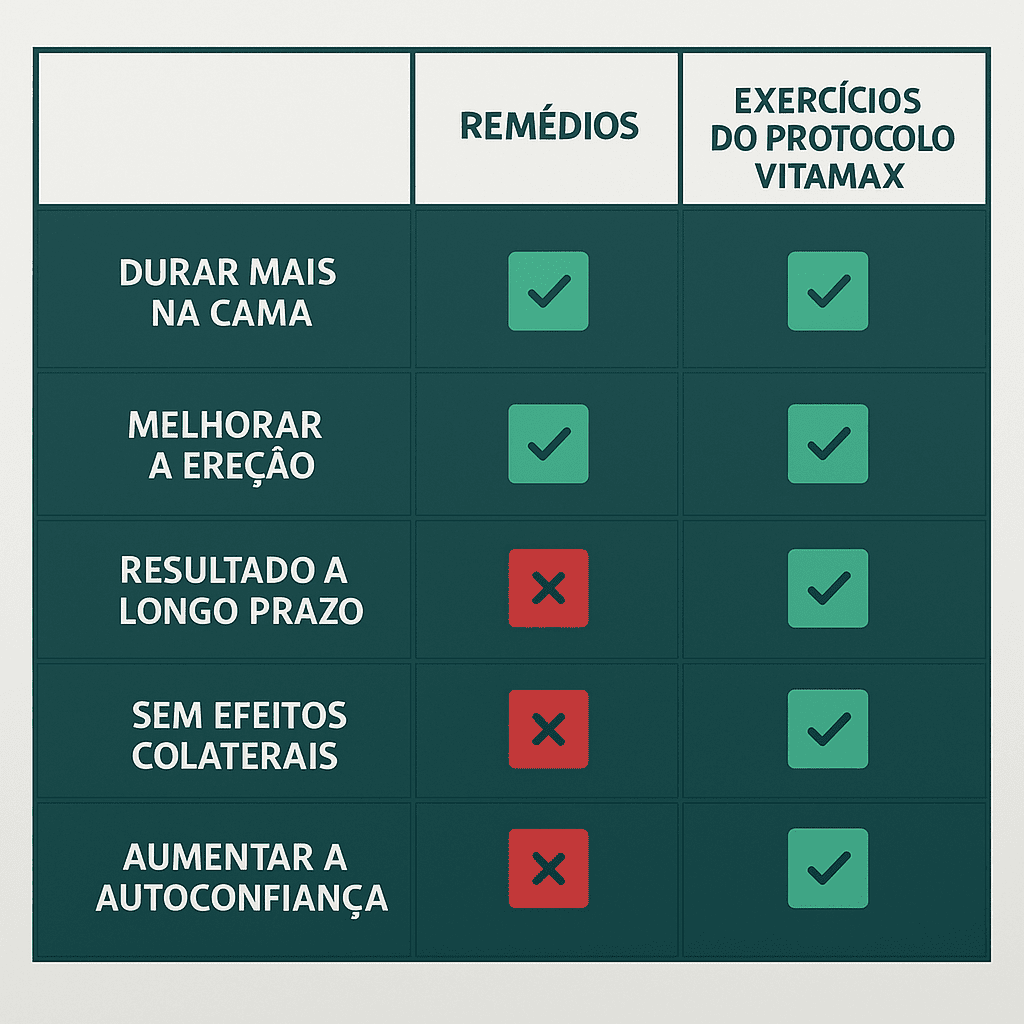 REMÉDIOS
EXERCÍCIOS
DO PROTOCOLO
VITAMAX
DURAR MAIS
NA CAMA
MELHORAR
A EREÇÂO
RESULTADO A
LONGO PRAZO
SEM EFEITOS
COLATERAIS
AUMENTAR A
AUTOCONFIANÇA